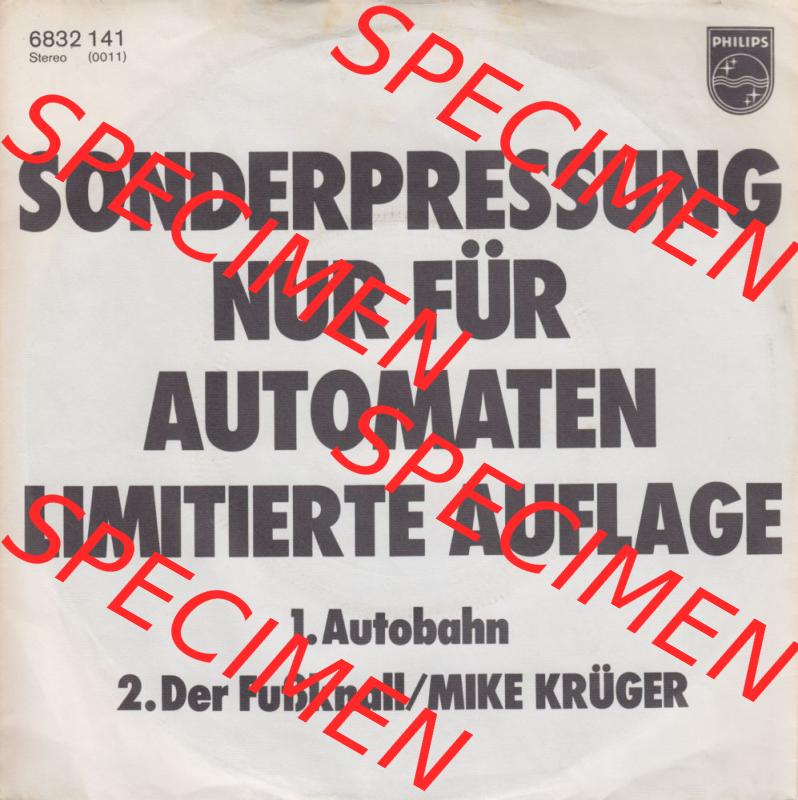 6832 141
Stereo (0011)
PHILIPS
SONDERPRESSUNG
NUR FÜR
AUTOMATEN
LIMITIERTE AUFLAGE
1. Autobahn
2. Der Fußknall/MIKE KRÜGER
SPECIMEN
SPECIMEN
SPECIMEN
SPECIMEN